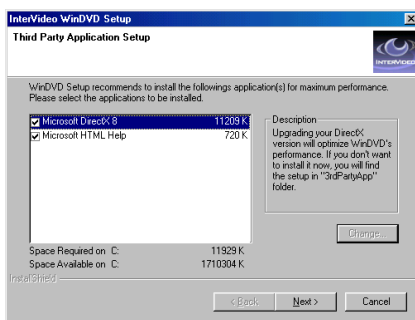 InterVideo WinDVD Setup
Third Party Application Setup
INTERVIDEO
WinDVD Setup recommends to install the followings application(s) for maximum performance.
Please select the applications to be installed.
Microsoft DirectX 8 11209 K
Microsoft HTML Help 720 K
Description
Upgrading your DirectX
version will optimize WinDVD's
performance. If you don't want
to install it now, you will find
the setup in "3rdPartyApp"
folder.
Change...
Space Required on C: 11929 K
Space Available on C: 1710304 K
InstallShield
< Back Next > Cancel